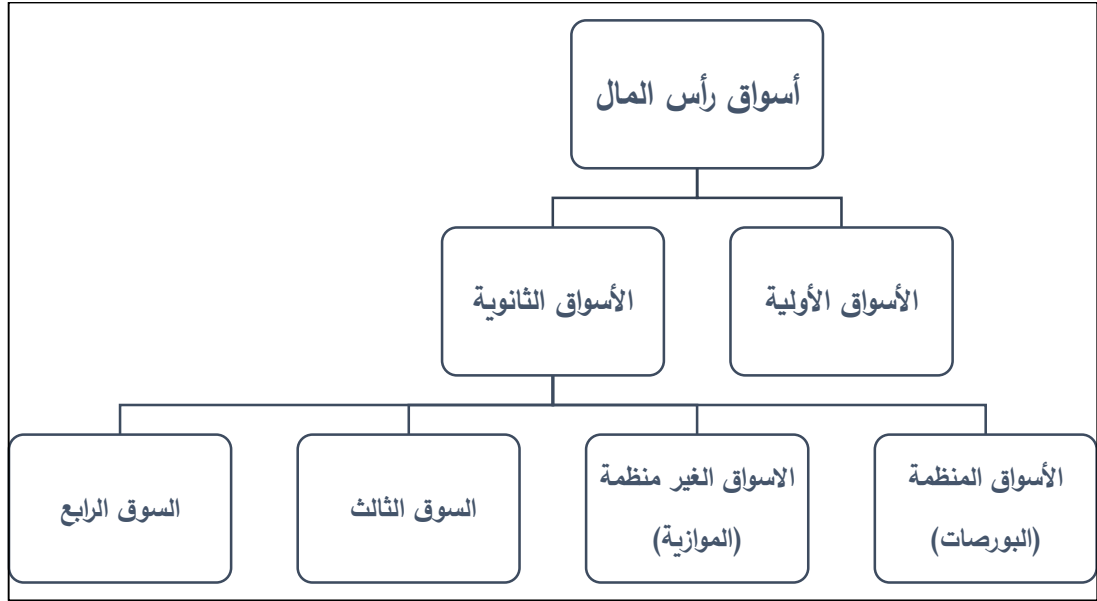 أسواق رأس المال
الأسواق الأولية
الأسواق الثانوية
الأسواق المنظمة
(البورصات)
الاسواق الغير منظمة
(الموازية)
السوق الثالث
السوق الرابع